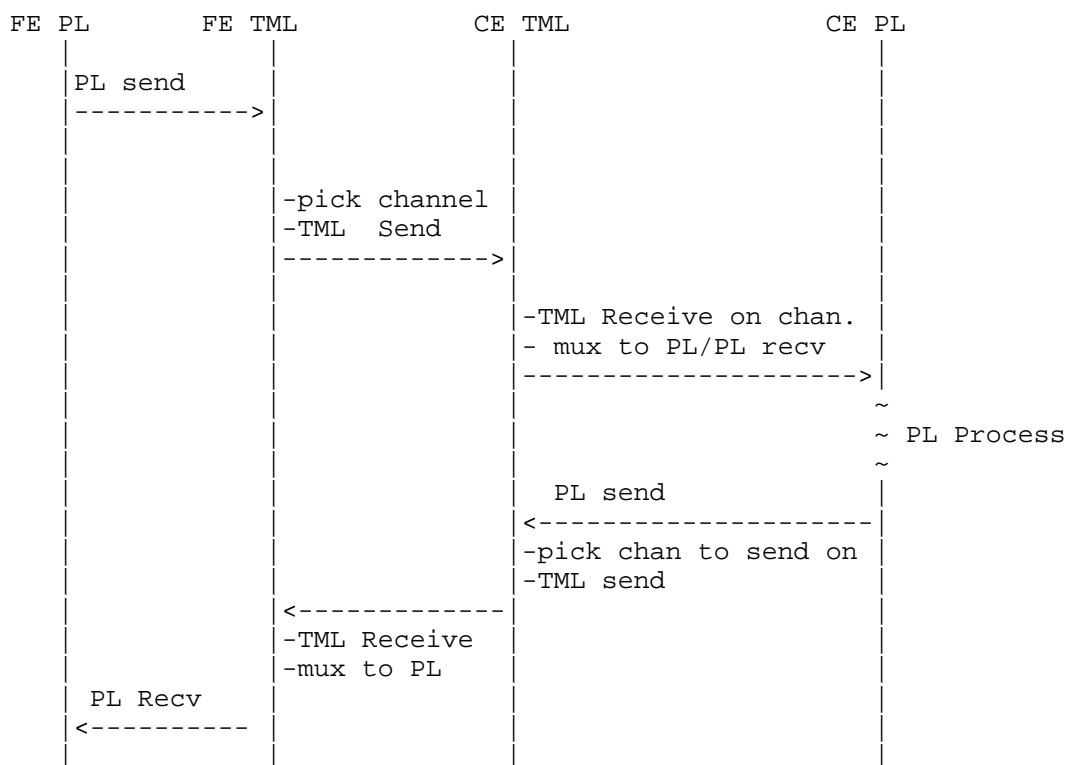 FE PL FE TML CE TML CE PL
PL send
-pick channel
-TML Send
-TML Receive on chan.
- mux to PL/PL recv
~
~ PL Process
~
PL send
-pick chan to send on
-TML send
-TML Receive
-mux to PL
PL Recv